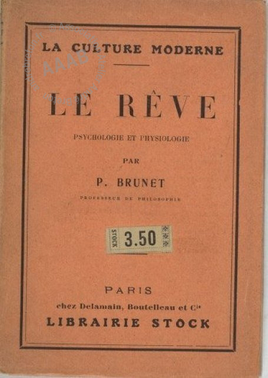 LA CULTURE MODERNE
LE RÊVE
PSYCHOLOGIE ET PHYSIOLOGIE
PAR
P. BRUNET
PROFESSEUR DE PHILOSOPHIE
STOCK
3.50
PARIS
chez Delamain, Boutelleau et Cie
LIBRAIRIE STOCK